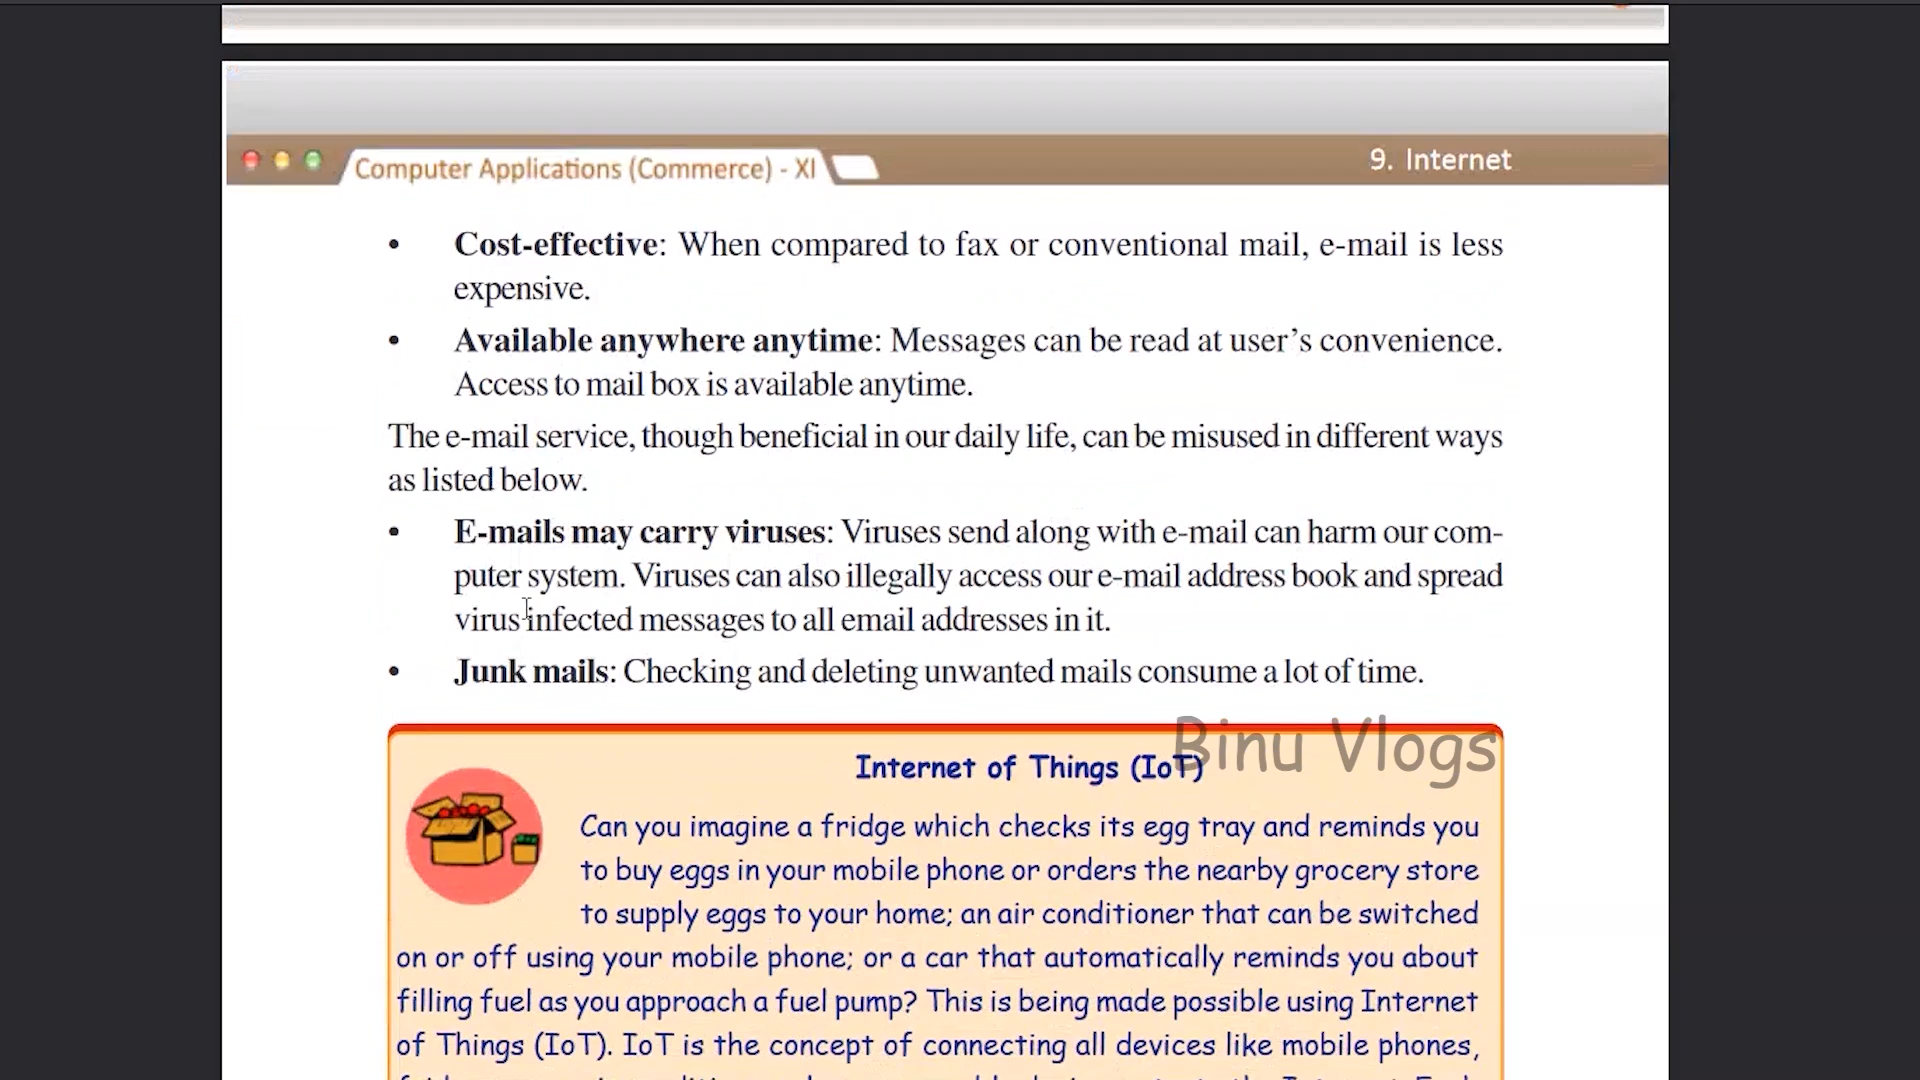 Computer Applications (Commerce) - XI
9. Internet
• Cost-effective: When compared to fax or conventional mail, e-mail is less
expensive.
• Available anywhere anytime: Messages can be read at user’s convenience.
Access to mail box is available anytime.
The e-mail service, though beneficial in our daily life, can be misused in different ways
as listed below.
• E-mails may carry viruses: Viruses send along with e-mail can harm our com-
puter system. Viruses can also illegally access our e-mail address book and spread
virus infected messages to all email addresses in it.
• Junk mails: Checking and deleting unwanted mails consume a lot of time.
Binu Vlogs
Internet of Things (IoT)
Can you imagine a fridge which checks its egg tray and reminds you
to buy eggs in your mobile phone or orders the nearby grocery store
to supply eggs to your home; an air conditioner that can be switched
on or off using your mobile phone; or a car that automatically reminds you about
filling fuel as you approach a fuel pump? This is being made possible using Internet
of Things (IoT). IoT is the concept of connecting all devices like mobile phones,